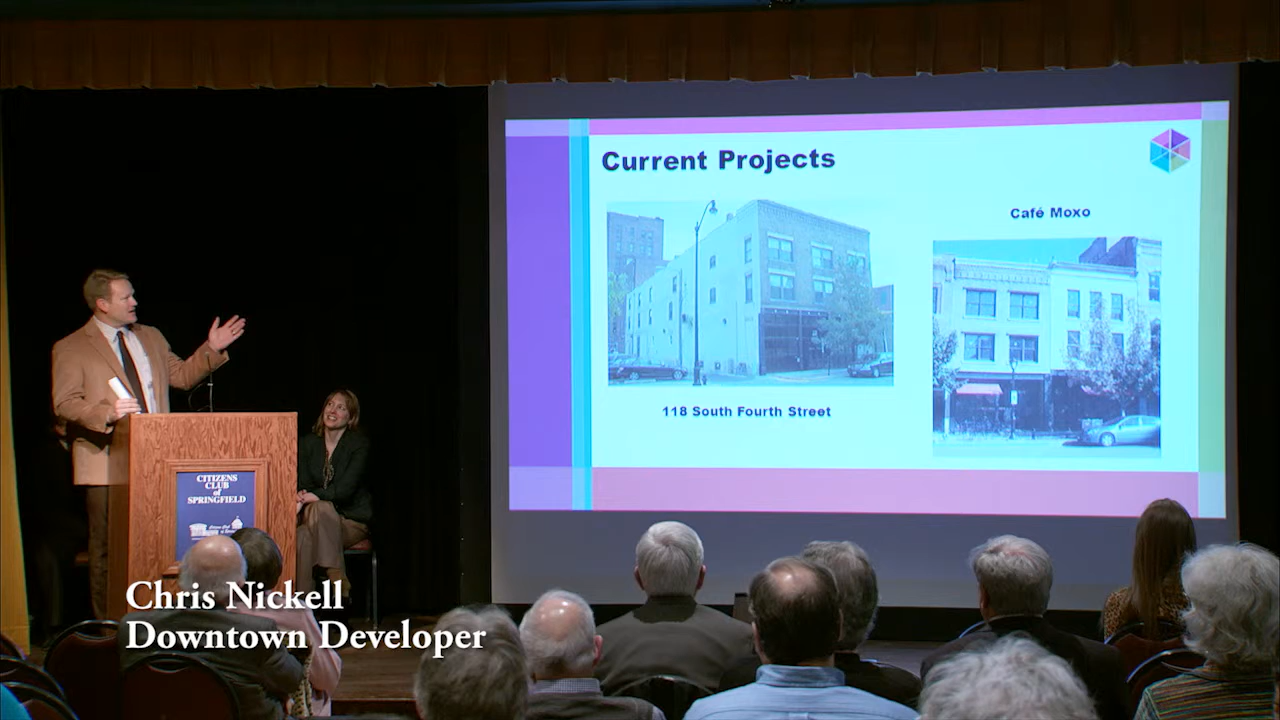 Current Projects
Café Moxo
118 South Fourth Street
CITIZENS
CLUB
of
SPRINGFIELD
Chris Nickell
Downtown Developer